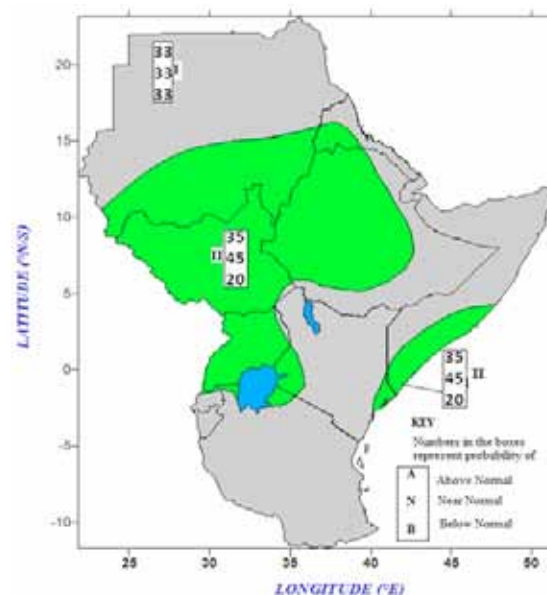 33
33 I
33
35
II 45
20
35
45 II
20
KEY
Numbers in the boxes
represent probability of
A Above Normal
N Near Normal
B Below Normal
LATITUDE (°N/S)
20
15
10
5
0
-5
-10
25 30 35 40 45 50
LONGITUDE (°E)